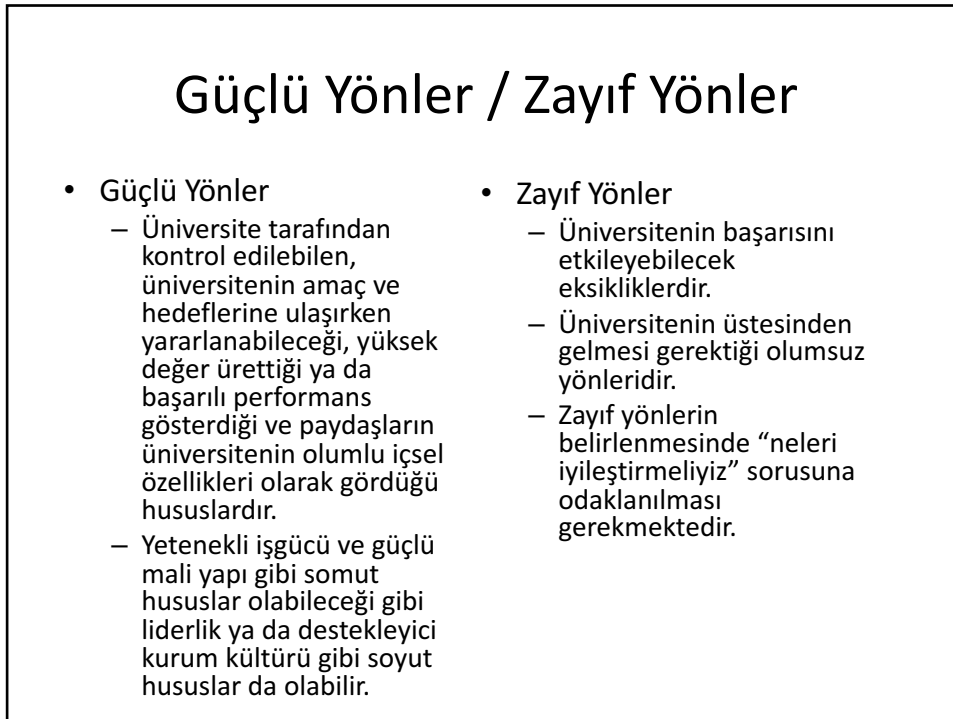 Güçlü Yönler / Zayıf Yönler
• Güçlü Yönler
– Üniversite tarafından
kontrol edilebilen,
üniversitenin amaç ve
hedeflerine ulaşırken
yararlanabileceği, yüksek
değer ürettiği ya da
başarılı performans
gösterdiği ve paydaşların
üniversitenin olumlu içsel
özellikleri olarak gördüğü
hususlardır.
– Yetenekli işgücü ve güçlü
mali yapı gibi somut
hususlar olabileceği gibi
liderlik ya da destekleyici
kurum kültürü gibi soyut
hususlar da olabilir.
• Zayıf Yönler
– Üniversitenin başarısını
etkileyebilecek
eksikliklerdir.
– Üniversitenin üstesinden
gelmesi gerektiği olumsuz
yönleridir.
– Zayıf yönlerin
belirlenmesinde “neleri
iyileştirmeliyiz” sorusuna
odaklanılması
gerekmektedir.